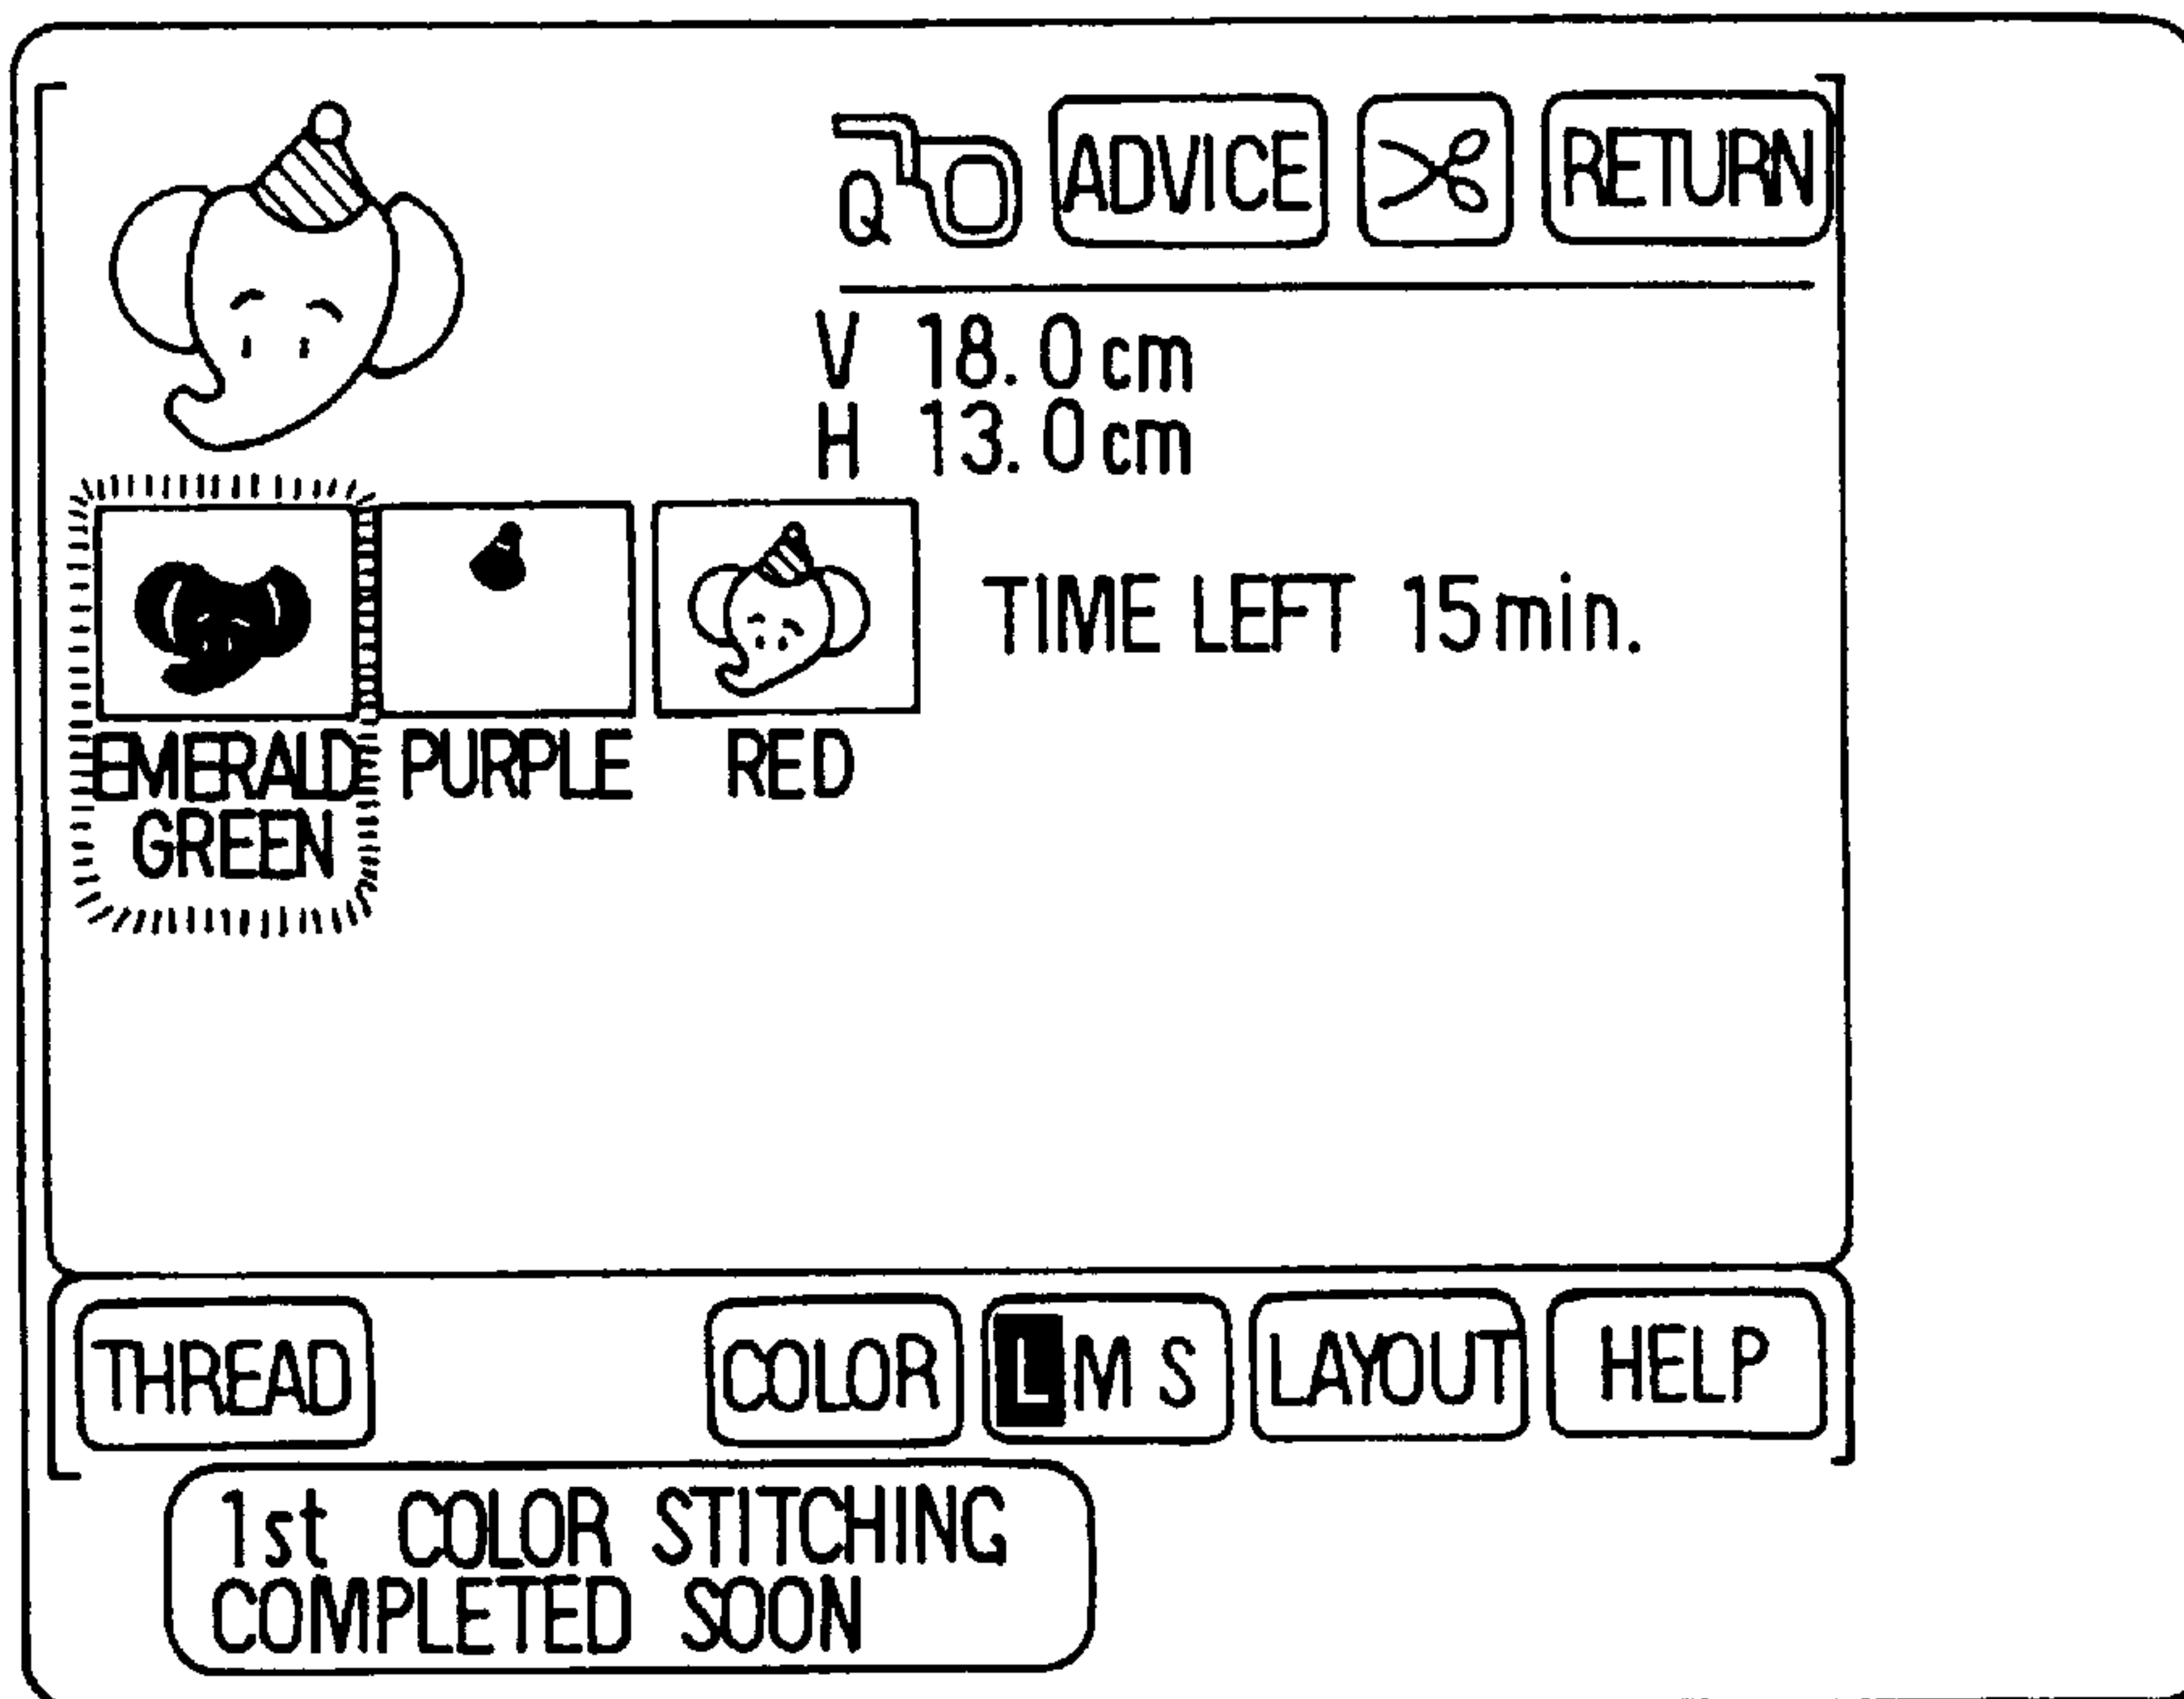 Q ADVICE RETURN
V 18.0cm
H 13.0cm
TIME LEFT 15min.
EMERALD PURPLE RED
GREEN
THREAD COLOR L M S LAYOUT HELP
1st COLOR STITCHING
COMPLETED SOON